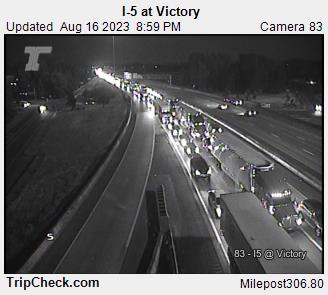 I-5 at Victory
Updated Aug 16 2023 8:59 PM Camera 83
T
S
83 - I5 @ Victory
TripCheck.com Milepost306.80